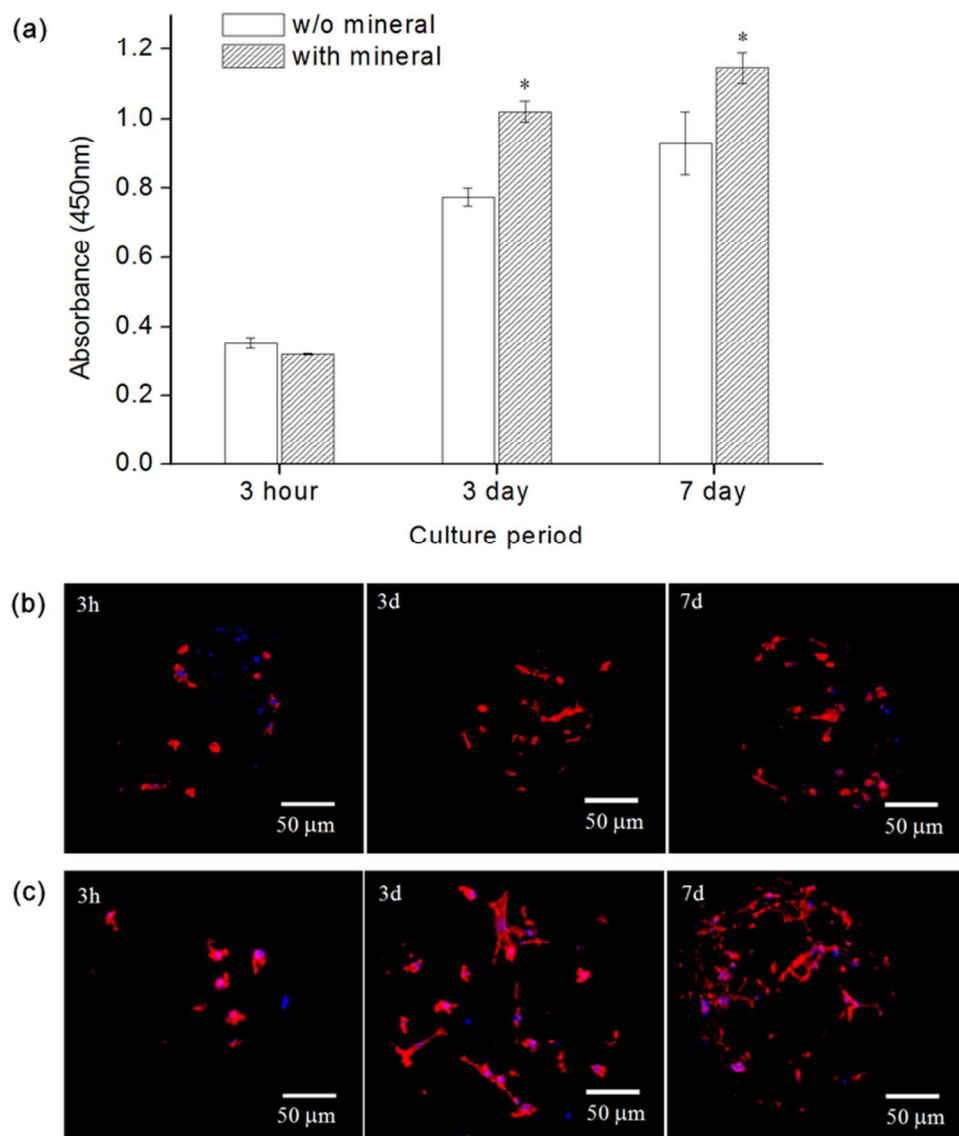 (a)
w/o mineral
with mineral
1.2
1.0
0.8
0.6
0.4
0.2
0.0
Absorbance (450nm)
*
*
3 hour
3 day
7 day
Culture period
(b)
3h
3d
7d
50 μm
50 μm
50 μm
(c)
3h
3d
7d
50 μm
50 μm
50 μm